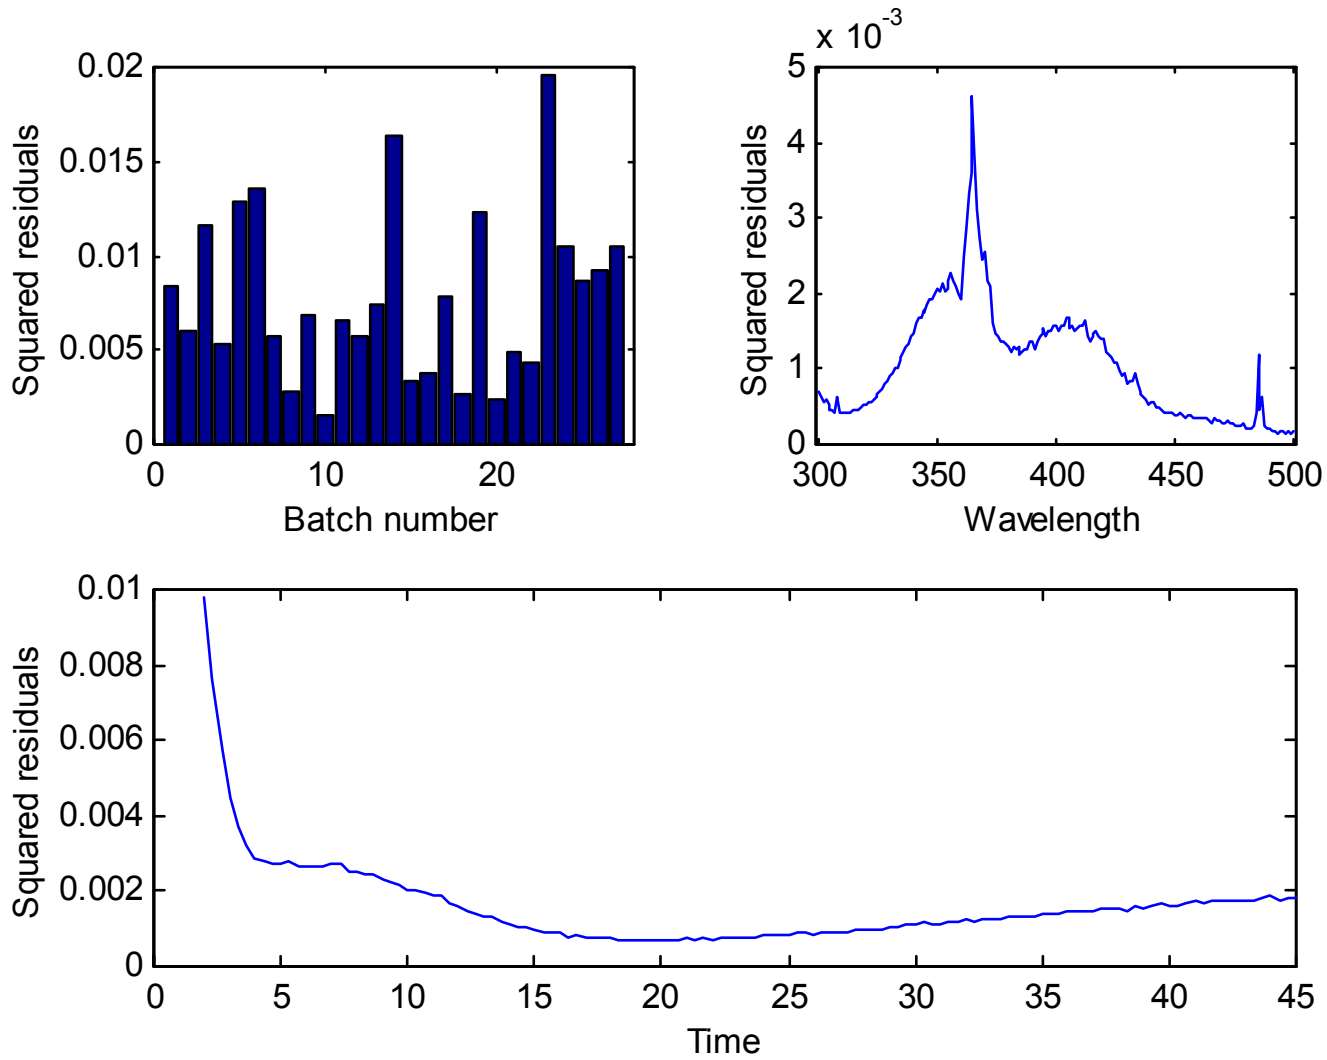 0.02
0.015
0.01
0.005
0
0 10 20
Squared residuals
Batch number
x 10-3
5
4
3
2
1
0
300 350 400 450 500
Squared residuals
Wavelength
0.01
0.008
0.006
0.004
0.002
0
0 5 10 15 20 25 30 35 40 45
Squared residuals
Time